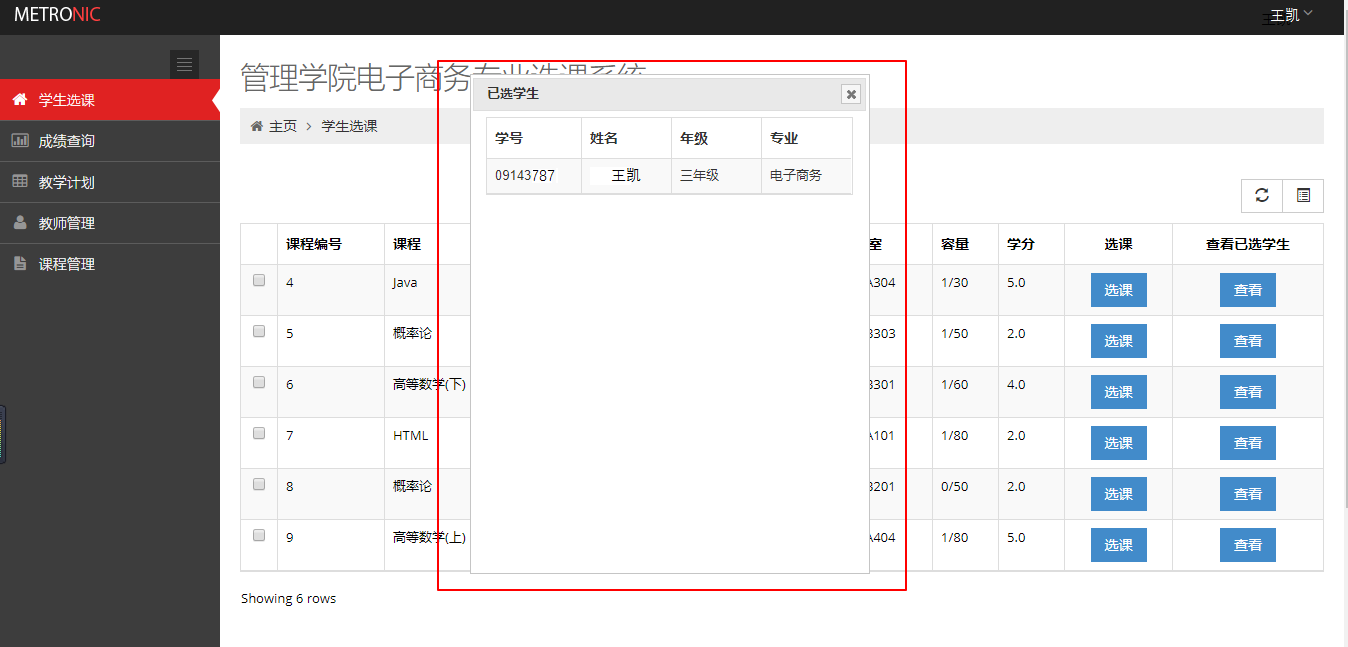 METRONIC
王凯
管理学院电子商务专业选课系统
学生选课
成绩查询
教学计划
教师管理
课程管理
主页 > 学生选课
已选学生
学号 姓名 年级 专业
09143787 王凯 三年级 电子商务
课程编号 课程 室 容量 学分 选课 查看已选学生
4 Java A304 1/30 5.0 选课 查看
5 概率论 B303 1/50 2.0 选课 查看
6 高等数学(下) B301 1/60 4.0 选课 查看
7 HTML A101 1/80 2.0 选课 查看
8 概率论 B201 0/50 2.0 选课 查看
9 高等数学(上) A404 1/80 5.0 选课 查看
Showing 6 rows